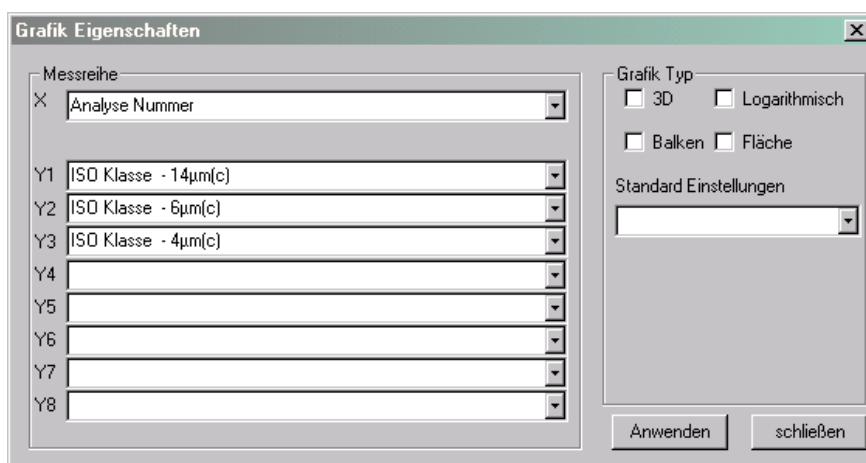 Grafik Eigenschaften
Messreihe
X Analyse Nummer
Y1 ISO Klasse - 14µm(c)
Y2 ISO Klasse - 6µm(c)
Y3 ISO Klasse - 4µm(c)
Y4
Y5
Y6
Y7
Y8
Grafik Typ
3D Logarithmisch
Balken Fläche
Standard Einstellungen
Anwenden schließen